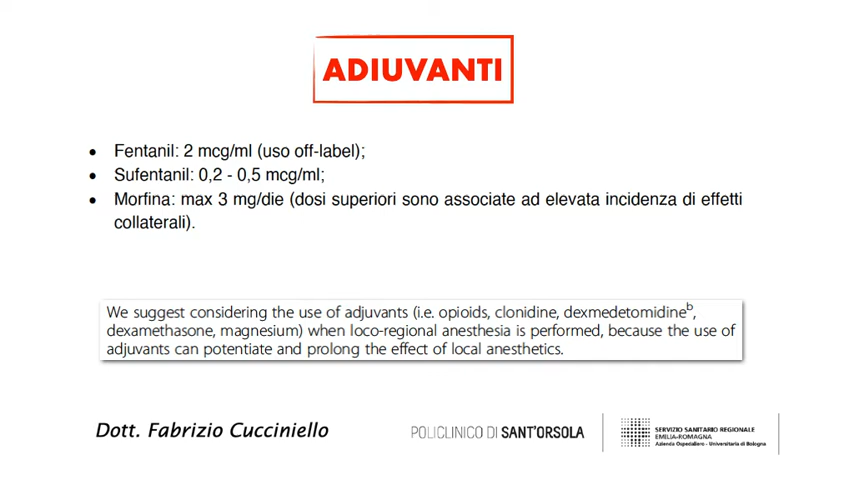 ADIUVANTI
• Fentanil: 2 mcg/ml (uso off-label);
• Sufentanil: 0,2 - 0,5 mcg/ml;
• Morfina: max 3 mg/die (dosi superiori sono associate ad elevata incidenza di effetti
collaterali).
We suggest considering the use of adjuvants (i.e. opioids, clonidine, dexmedetomidineᵇ,
dexamethasone, magnesium) when loco-regional anesthesia is performed, because the use of
adjuvants can potentiate and prolong the effect of local anesthetics.
Dott. Fabrizio Cucciniello
POLICLINICO DI SANT'ORSOLA
SERVIZIO SANITARIO REGIONALE
EMILIA-ROMAGNA
Azienda Ospedaliero - Universitaria di Bologna